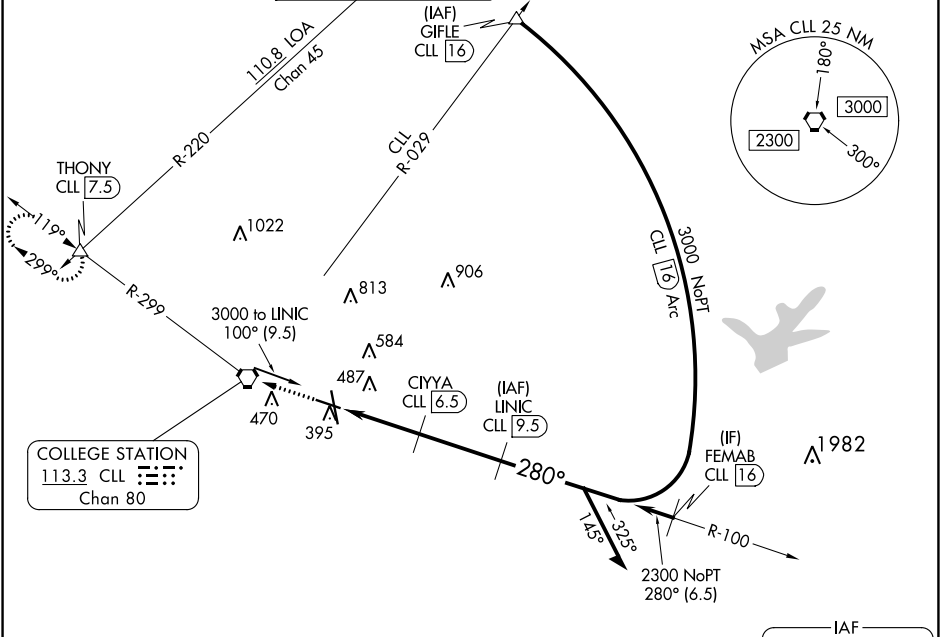 (IAF)
GIFLE
CLL 16
110.8 LOA
Chan 45
R-220
CLL
R-029
MSA CLL 25 NM
180°
3000
2300
300°
THONY
CLL 7.5
119°
299°
R-299
1022
813
906
3000 NoPT
CLL 16 Arc
3000 to LINIC
100° (9.5)
584
487
470
395
CIYYA
CLL 6.5
(IAF)
LINIC
CLL 9.5
280°
(IF)
FEMAB
CLL 16
1982
COLLEGE STATION
113.3 CLL
Chan 80
145°
325°
R-100
2300 NoPT
280° (6.5)
IAF